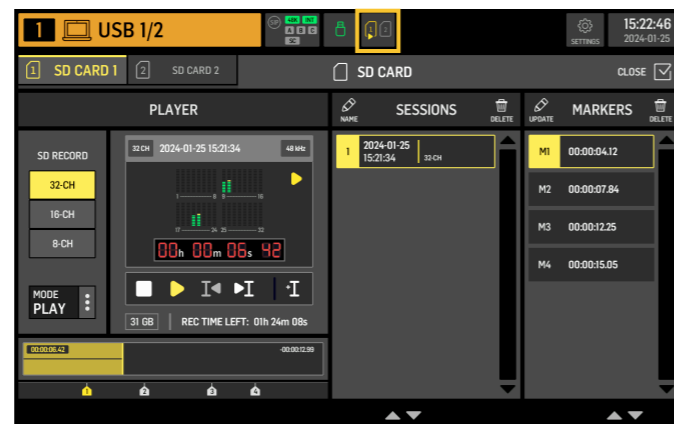 1 USB 1/2
SIP 48K INT
A B C
SC
1 2
SETTINGS
15:22:46
2024-01-25
1 SD CARD 1
2 SD CARD 2
SD CARD
CLOSE
PLAYER
NAME
SESSIONS
DELETE
UPDATE
MARKERS
DELETE
SD RECORD
32-CH
16-CH
8-CH
MODE
PLAY
32 CH 2024-01-25 15:21:34 48 kHz
1 8 9 16
17 24 25 32
00h 00m 06s 42
31 GB REC TIME LEFT: 01h 24m 08s
00:00:06.42 -00:00:12.99
1 2 3 4
1 2024-01-25
15:21:34 32-CH
M1 00:00:04.12
M2 00:00:07.84
M3 00:00:12.25
M4 00:00:15.05